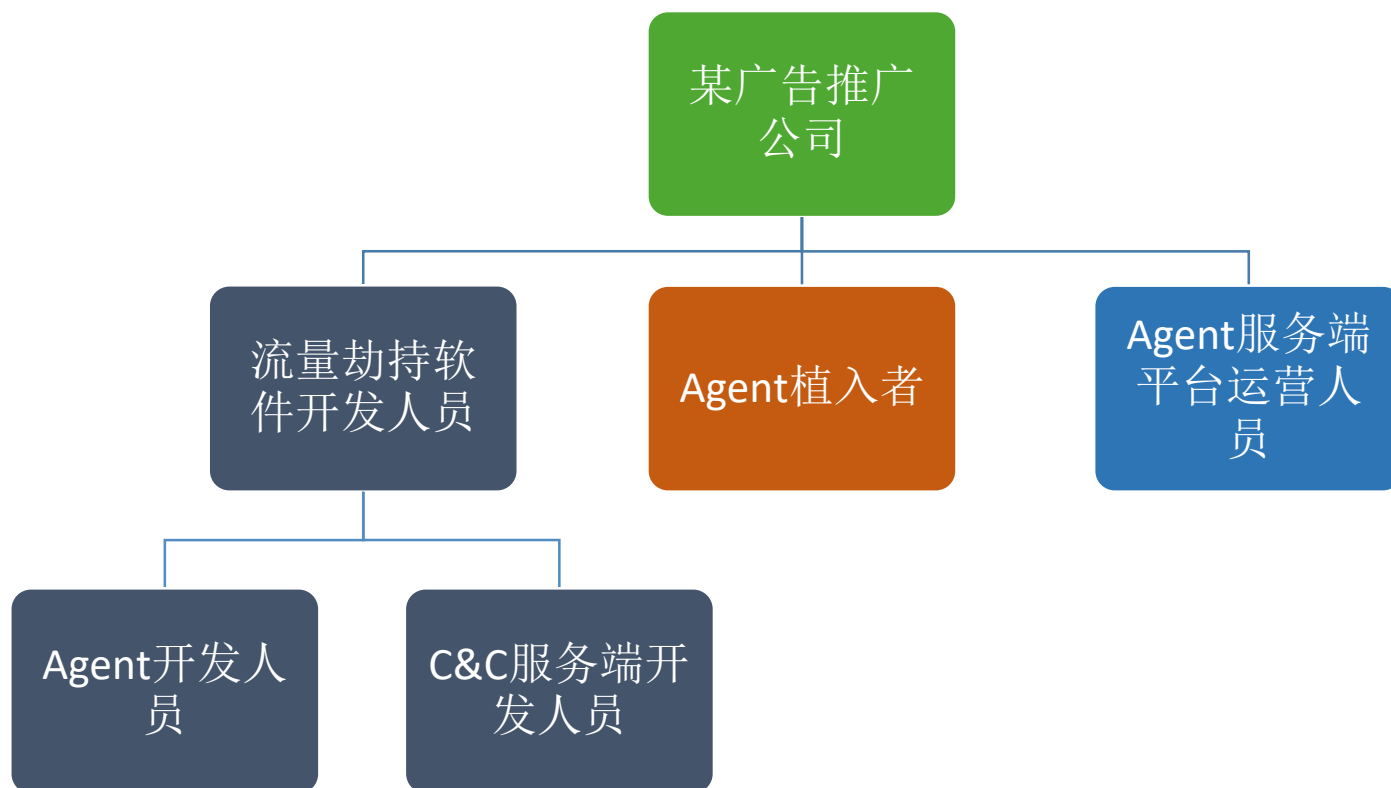 某广告推广
公司
流量劫持软
件开发人员
Agent植入者
Agent服务端
平台运营人
员
Agent开发人
员
C&C服务端开
发人员